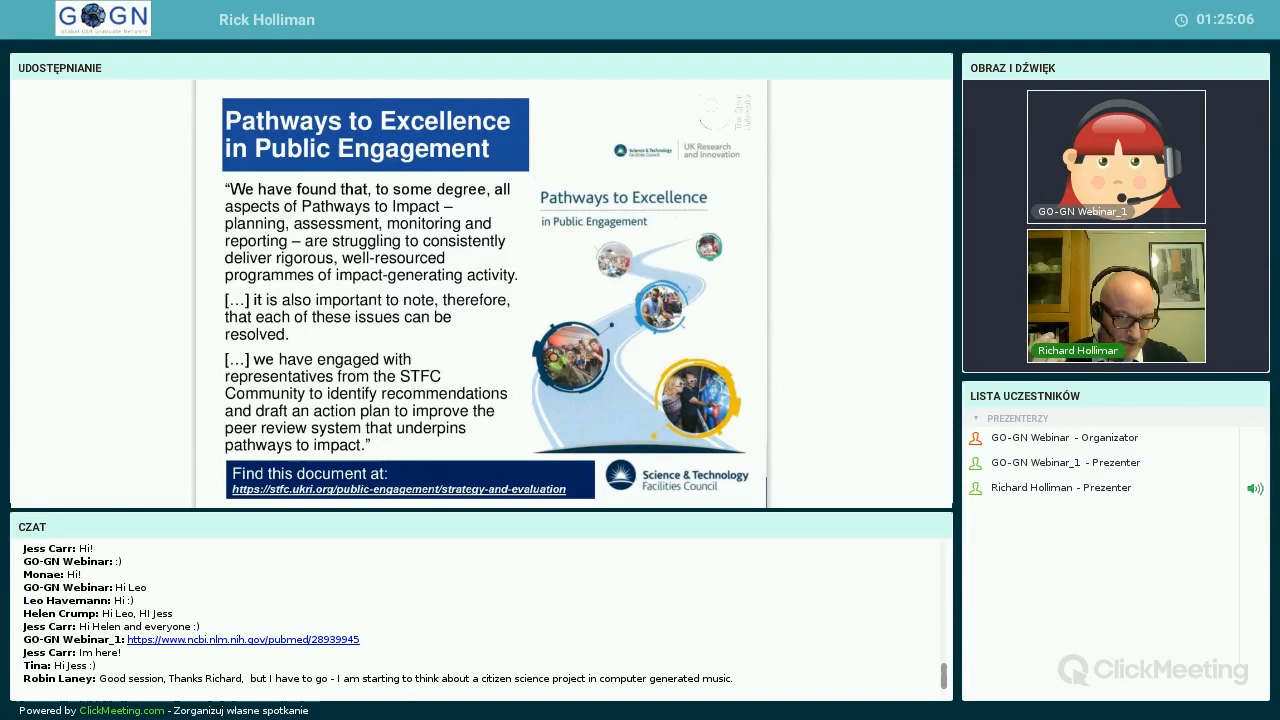 GO GN
Global OER Graduate Network
Rick Holliman
01:25:06
UDOSTĘPNIANIE
Pathways to Excellence
in Public Engagement
The Open
University
Science & Technology
Facilities Council
UK Research
and Innovation
“We have found that, to some degree, all
aspects of Pathways to Impact –
planning, assessment, monitoring and
reporting – are struggling to consistently
deliver rigorous, well-resourced
programmes of impact-generating activity.
[…] it is also important to note, therefore,
that each of these issues can be
resolved.
[…] we have engaged with
representatives from the STFC
Community to identify recommendations
and draft an action plan to improve the
peer review system that underpins
pathways to impact.”
Pathways to Excellence
in Public Engagement
Find this document at:
https://stfc.ukri.org/public-engagement/strategy-and-evaluation
Science & Technology
Facilities Council
OBRAZ I DŹWIĘK
GO-GN Webinar_1
Richard Holliman
LISTA UCZESTNIKÓW
PREZENTERZY
GO-GN Webinar - Organizator
GO-GN Webinar_1 - Prezenter
Richard Holliman - Prezenter
ClickMeeting
CZAT
Jess Carr: Hi!
GO-GN Webinar: :)
Monae: Hi!
GO-GN Webinar: Hi Leo
Leo Havemann: Hi :)
Helen Crump: Hi Leo, HI Jess
Jess Carr: Hi Helen and everyone :)
GO-GN Webinar_1: https://www.ncbi.nlm.nih.gov/pubmed/28939945
Jess Carr: Im here!
Tina: Hi Jess :)
Robin Laney: Good session, Thanks Richard, but I have to go - I am starting to think about a citizen science project in computer generated music.
Powered by ClickMeeting.com - Zorganizuj własne spotkanie